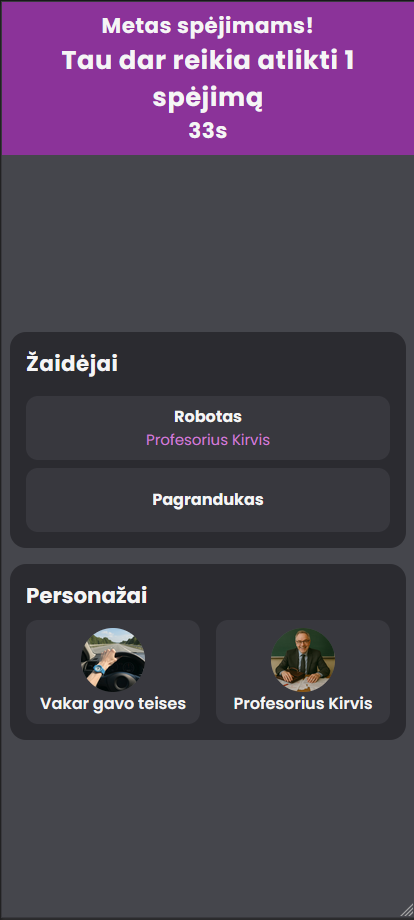 Metas spėjimams!
Tau dar reikia atlikti 1
spėjimą
33s
Žaidėjai
Robotas
Profesorius Kirvis
Pagrandukas
Personažai
Vakar gavo teises
Profesorius Kirvis